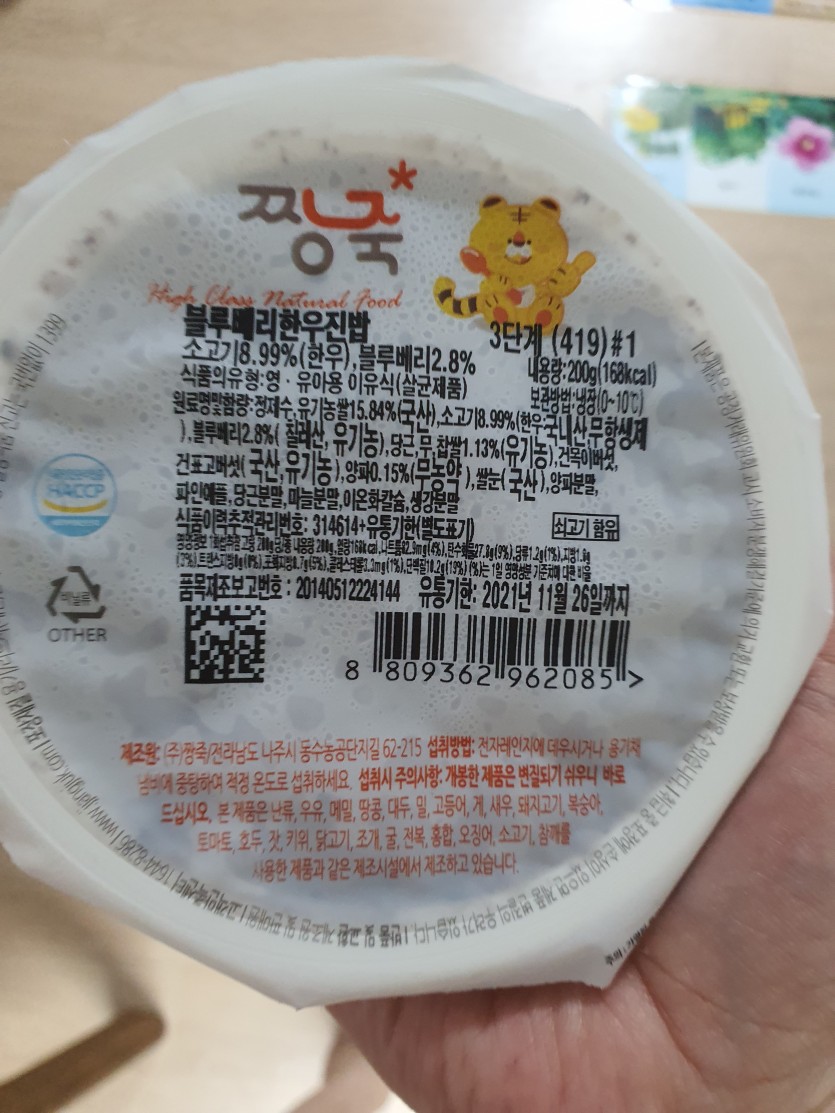 짱죽*
High Class Natural Food
블루베리한우진밥
3단계 (419)#1
소고기8.99%(한우),블루베리2.8%
내용량:200g(168kcal)
식품의유형:영·유아용 이유식(살균제품)
보관방법:냉장(0~10℃)
원료명및함량:정제수,유기농쌀15.84%(국산),소고기8.99%(한우국내산,무항생제
),블루베리2.8%( 칠레산, 유기농),당근,무,찹쌀1.13%(유기농),건목이버섯,
건표고버섯( 국산,유기농),양파0.15%(무농약 ),쌀눈( 국산 ),양파분말,
파인애플,당근분말,마늘분말,이온화칼슘,생강분말
식품이력추적관리번호: 314614+유통기한(별도표기)
쇠고기 함유
품목제조보고번호 : 20140512224144 유통기한: 2021년 11월 26일까지
HACCP
비닐류
OTHER
8 809362 962085 >
제조원: (주)짱죽/전라남도 나주시 동수농공단지길 62-215 섭취방법: 전자레인지에 데우시거나 용기째
냄비에 중탕하여 적정 온도로 섭취하세요. 섭취시 주의사항: 개봉한 제품은 변질되기 쉬우니 바로
드십시오. 본 제품은 난류, 우유, 메밀, 땅콩, 대두, 밀, 고등어, 게, 새우, 돼지고기, 복숭아,
토마토, 호두, 잣, 키위, 닭고기, 조개, 굴, 전복, 홍합, 오징어, 소고기, 참깨를
사용한 제품과 같은 제조시설에서 제조하고 있습니다.